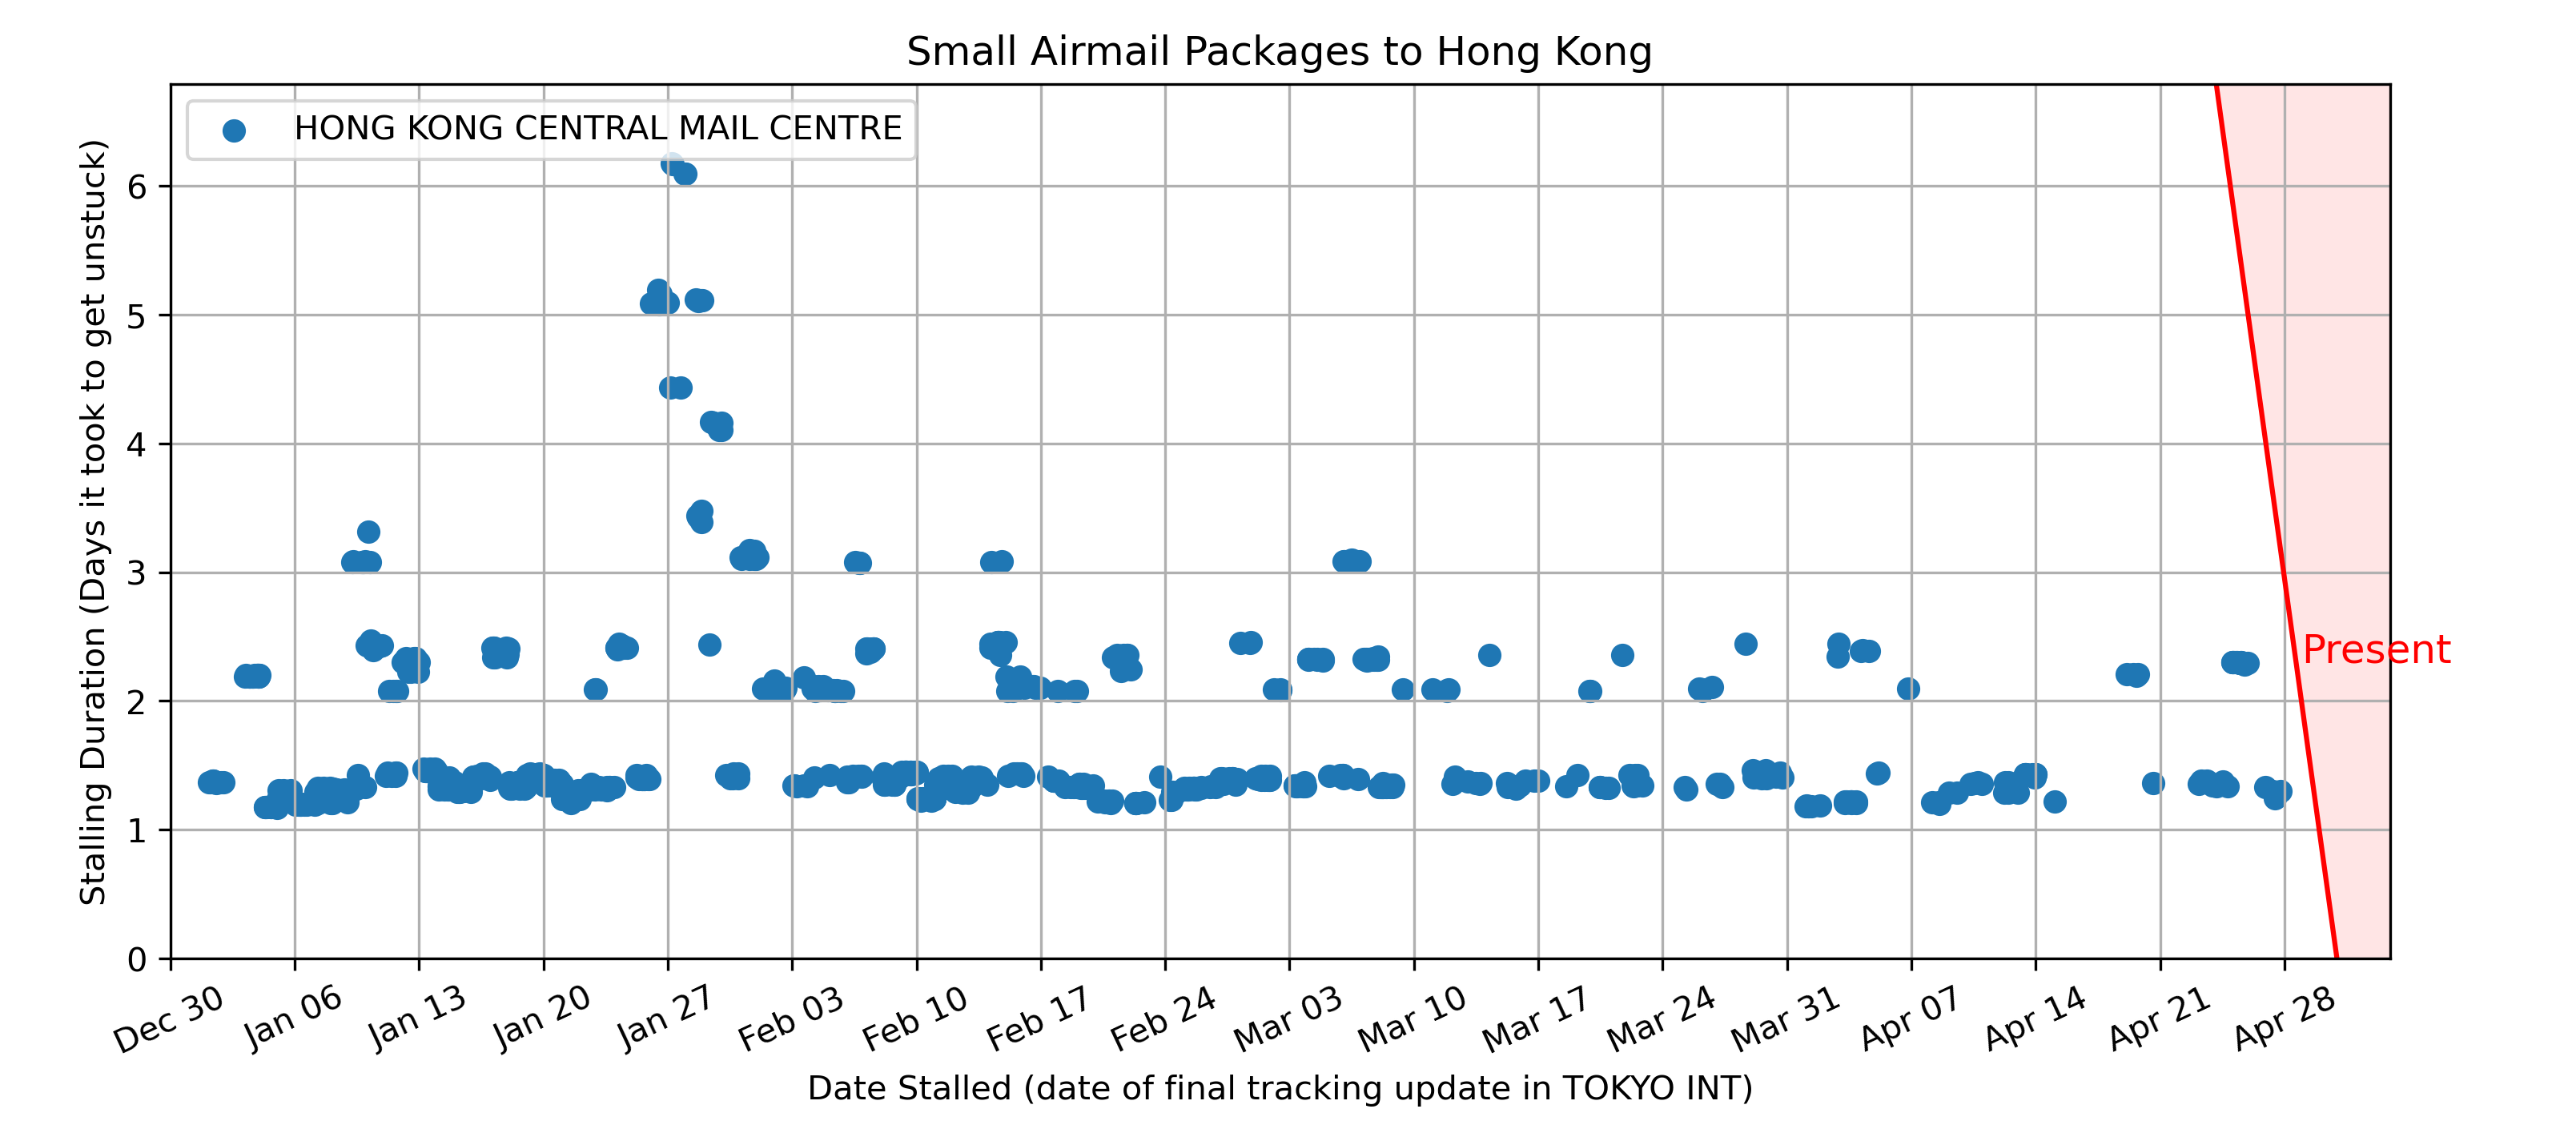 Small Airmail Packages to Hong Kong
HONG KONG CENTRAL MAIL CENTRE
Stalling Duration (Days it took to get unstuck)
6
5
4
3
2
1
0
Present
Dec 30
Jan 06
Jan 13
Jan 20
Jan 27
Feb 03
Feb 10
Feb 17
Feb 24
Mar 03
Mar 10
Mar 17
Mar 24
Mar 31
Apr 07
Apr 14
Apr 21
Apr 28
Date Stalled (date of final tracking update in TOKYO INT)